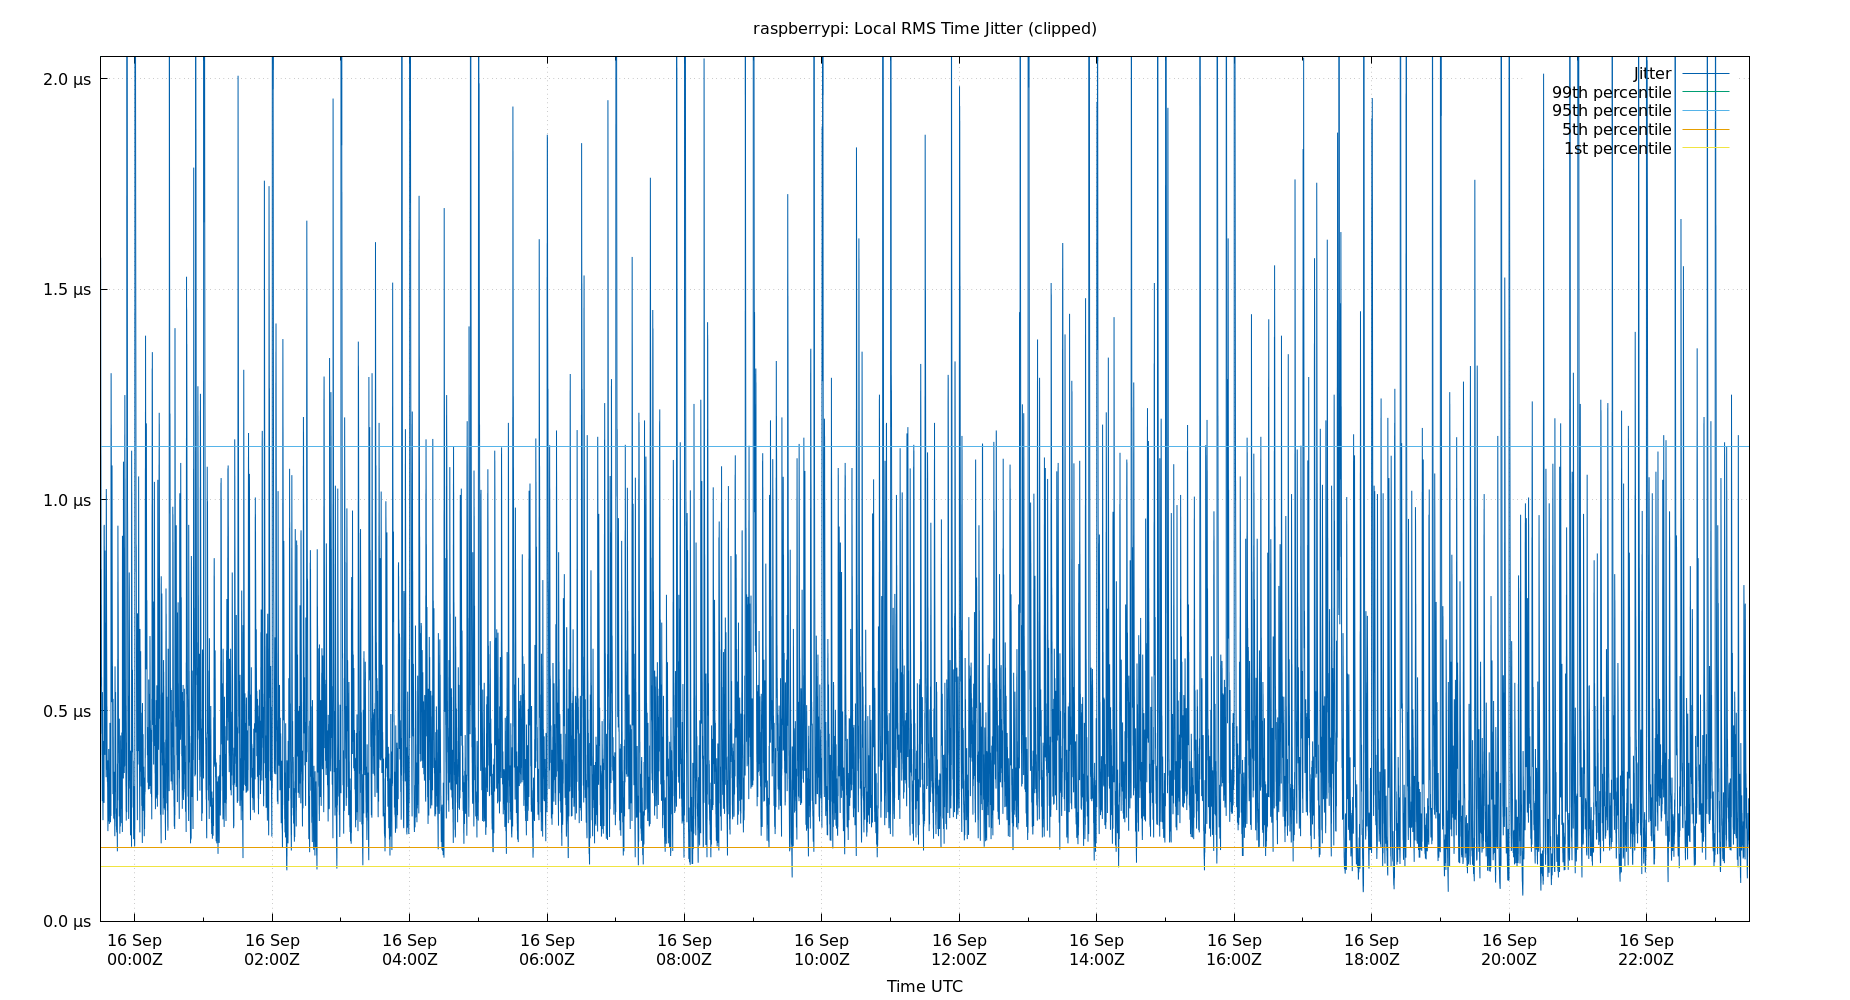 raspberrypi: Local RMS Time Jitter (clipped)
Jitter
99th percentile
95th percentile
5th percentile
1st percentile
2.0 µs
1.5 µs
1.0 µs
0.5 µs
0.0 µs
16 Sep 16 Sep 16 Sep 16 Sep 16 Sep 16 Sep 16 Sep 16 Sep 16 Sep 16 Sep 16 Sep 16 Sep
00:00Z 02:00Z 04:00Z 06:00Z 08:00Z 10:00Z 12:00Z 14:00Z 16:00Z 18:00Z 20:00Z 22:00Z
Time UTC